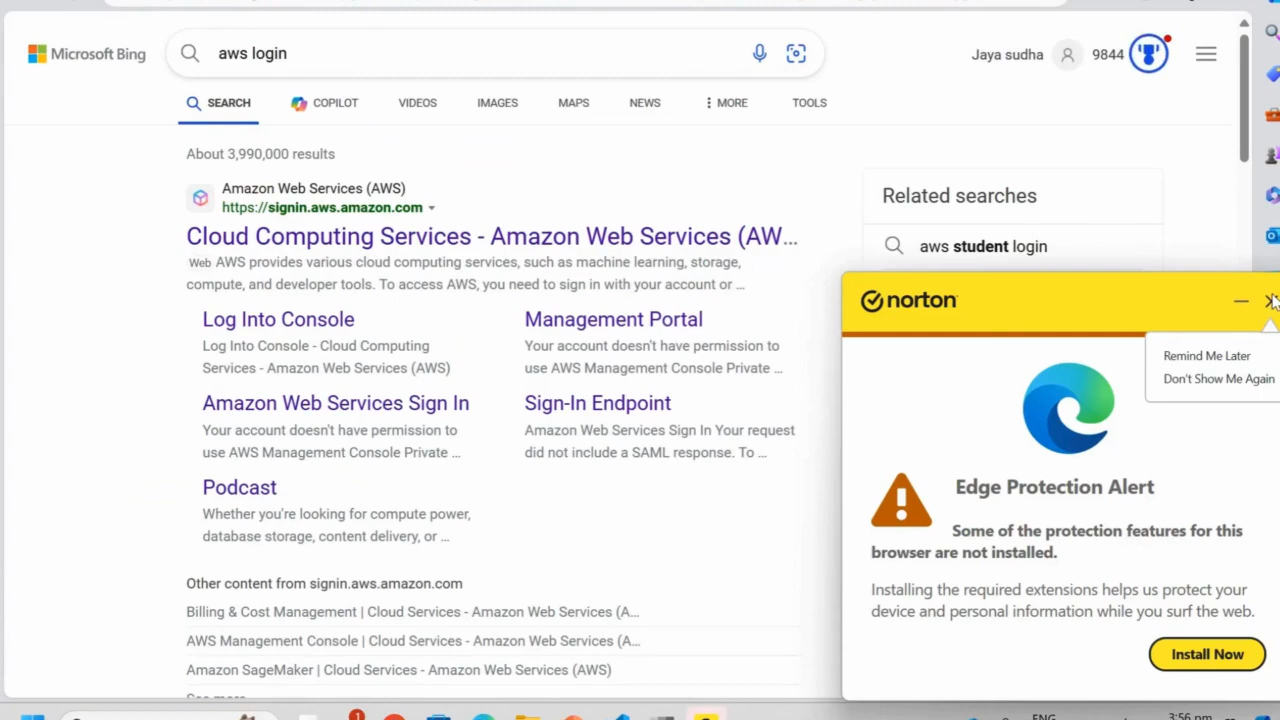 Microsoft Bing
aws login
Jaya sudha
9844
SEARCH
COPILOT
VIDEOS
IMAGES
MAPS
NEWS
MORE
TOOLS
About 3,990,000 results
Amazon Web Services (AWS)
https://signin.aws.amazon.com
Cloud Computing Services - Amazon Web Services (AW...
Web AWS provides various cloud computing services, such as machine learning, storage,
compute, and developer tools. To access AWS, you need to sign in with your account or ...
Log Into Console
Log Into Console - Cloud Computing
Services - Amazon Web Services (AWS)
Management Portal
Your account doesn't have permission to
use AWS Management Console Private ...
Amazon Web Services Sign In
Your account doesn't have permission to
use AWS Management Console Private ...
Sign-In Endpoint
Amazon Web Services Sign In Your request
did not include a SAML response. To ...
Podcast
Whether you're looking for compute power,
database storage, content delivery, or ...
Other content from signin.aws.amazon.com
Billing & Cost Management | Cloud Services - Amazon Web Services (A...
AWS Management Console | Cloud Services - Amazon Web Services (A...
Amazon SageMaker | Cloud Services - Amazon Web Services (AWS)
See more
Related searches
aws student login
norton
Remind Me Later
Don't Show Me Again
Edge Protection Alert
Some of the protection features for this
browser are not installed.
Installing the required extensions helps us protect your
device and personal information while you surf the web.
Install Now
1
ENG
3:56 pm